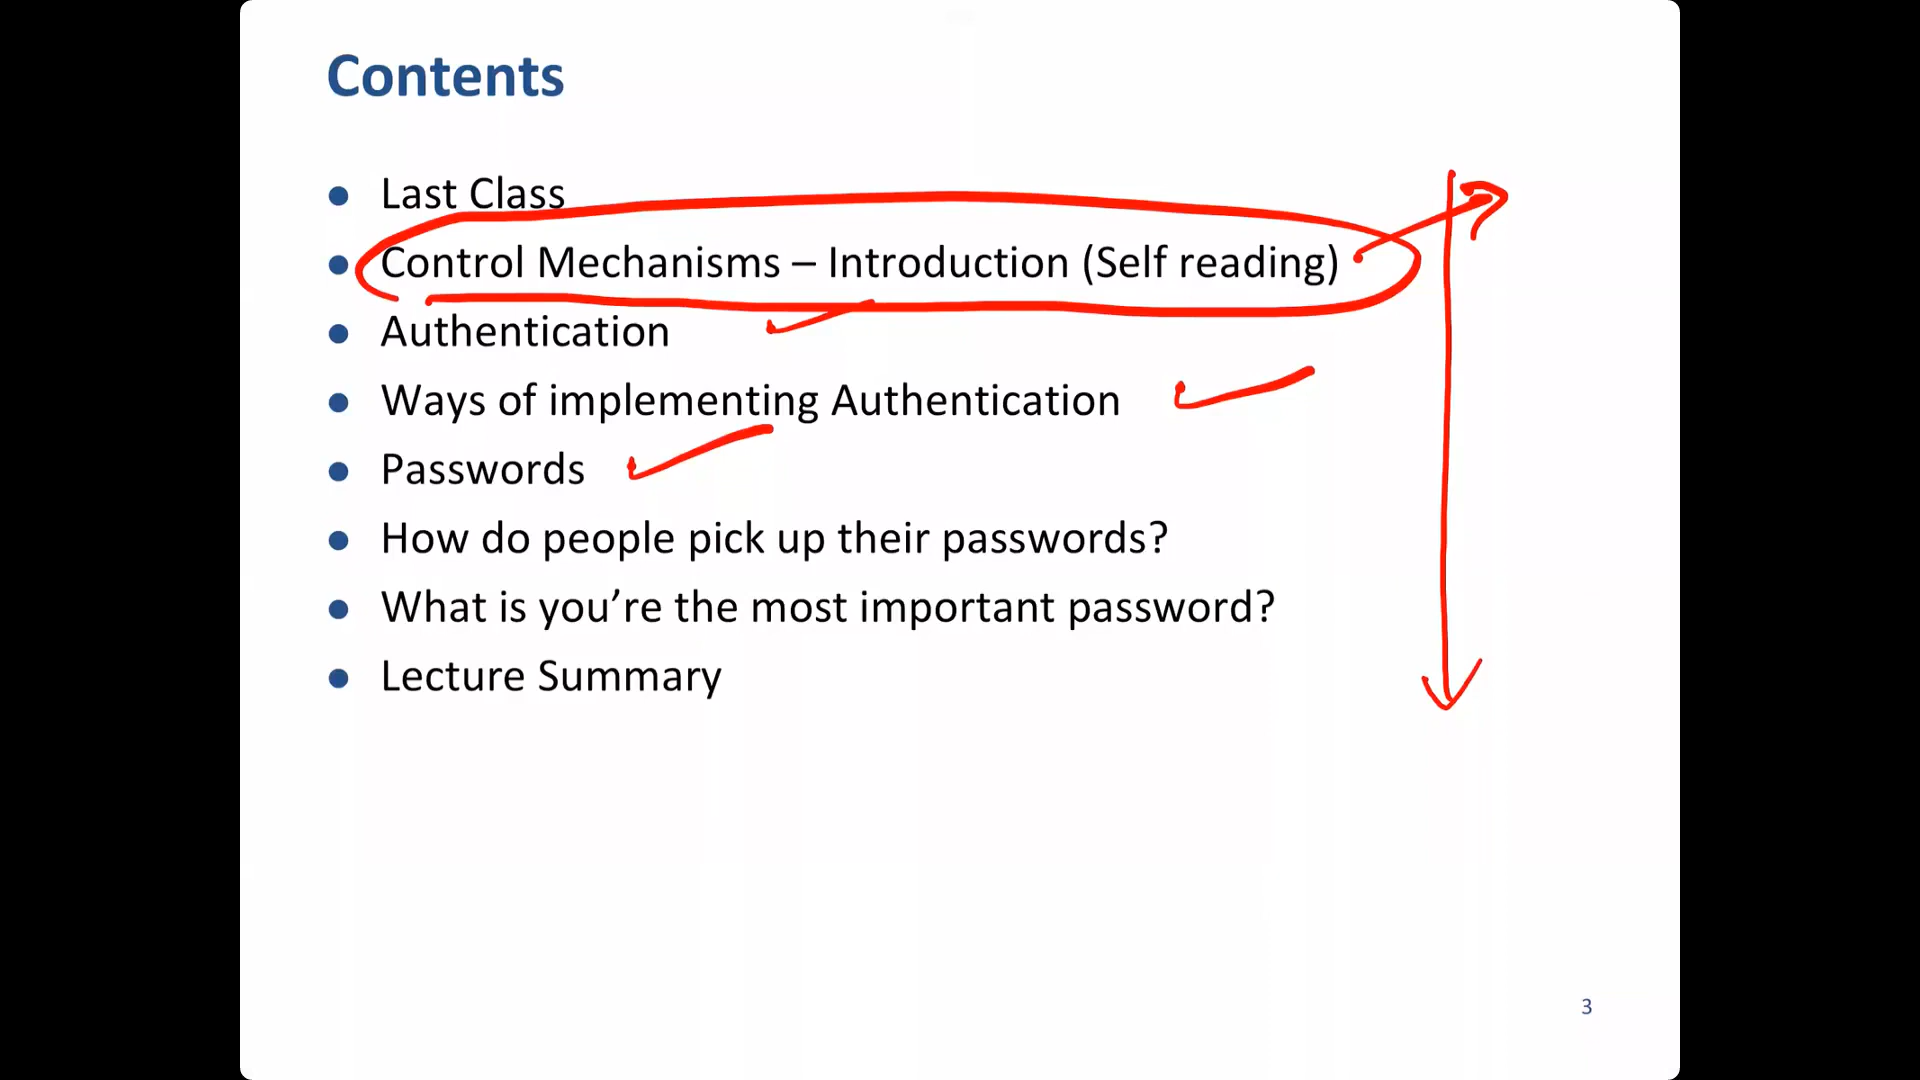 Contents
● Last Class
● Control Mechanisms – Introduction (Self reading)
● Authentication
● Ways of implementing Authentication
● Passwords
● How do people pick up their passwords?
● What is you’re the most important password?
● Lecture Summary
3